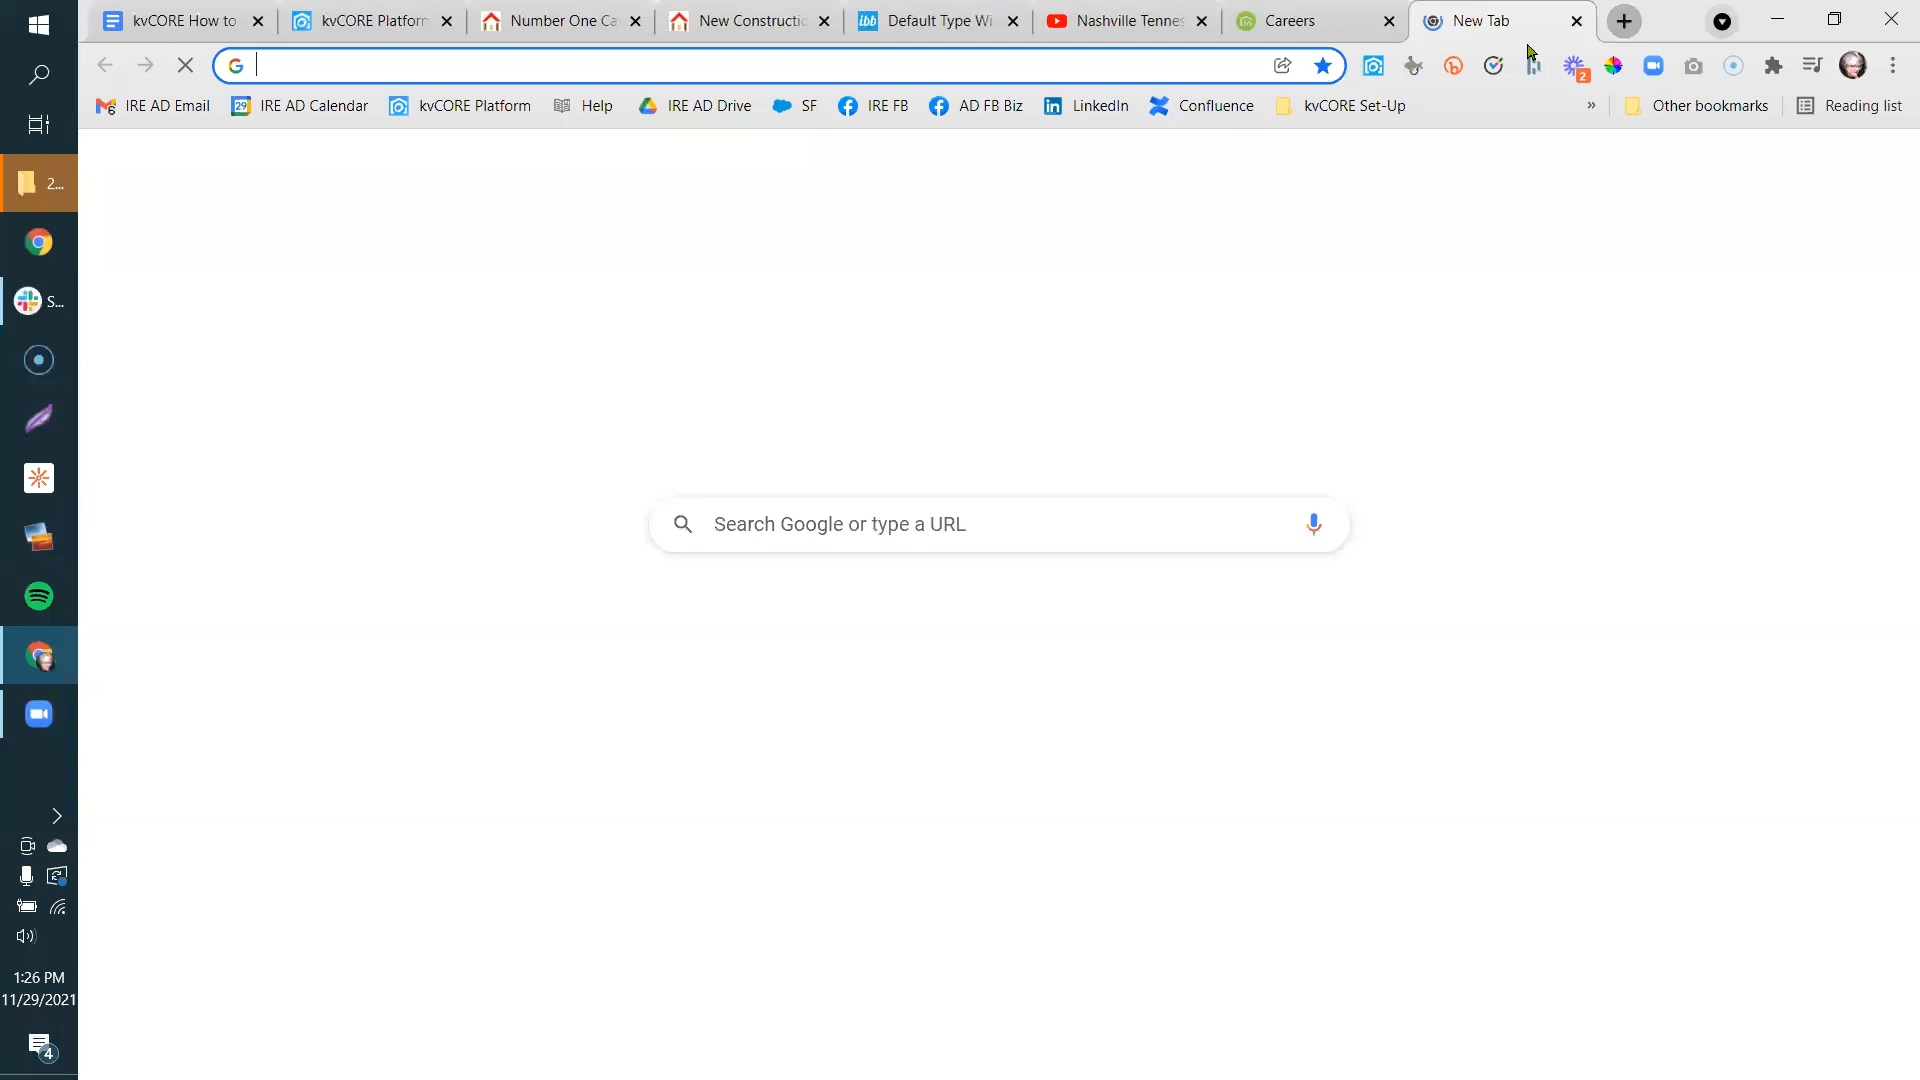 kvCORE How to
kvCORE Platform
Number One Ca
New Constructio
Default Type Wi
Nashville Tennes
Careers
New Tab
IRE AD Email
29
IRE AD Calendar
kvCORE Platform
Help
IRE AD Drive
SF
IRE FB
AD FB Biz
LinkedIn
Confluence
kvCORE Set-Up
»
Other bookmarks
Reading list
2
2...
S...
Search Google or type a URL
1:26 PM
11/29/2021
4